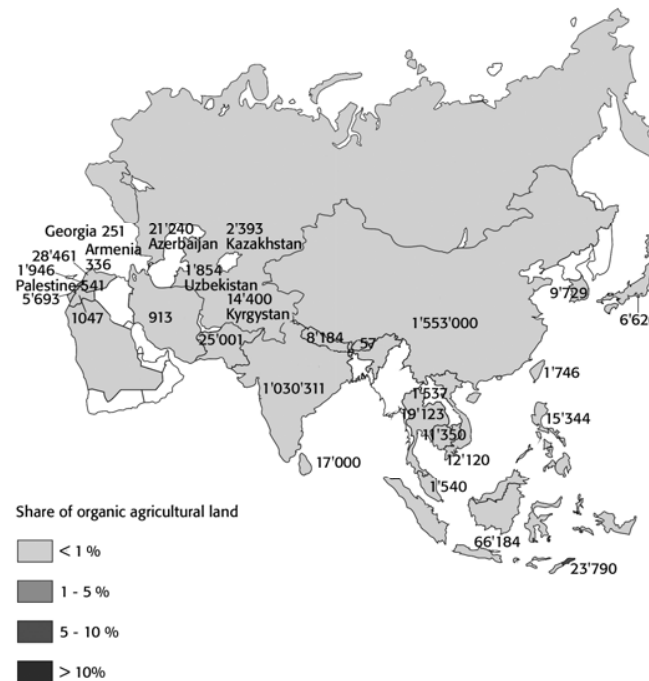 Georgia 251
21'240
Azerbaijan
2'393
Kazakhstan
28'461
Armenia
336
1'946
1'854
Uzbekistan
Palestine 541
5'693
14'400
Kyrgystan
1047
913
25'001
8'184
57
1'553'000
9'729
1'030'311
1'537
1'746
19'123
11'350
15'344
12'120
17'000
1'540
66'184
23'790
Share of organic agricultural land
< 1 %
1 - 5 %
5 - 10 %
> 10%